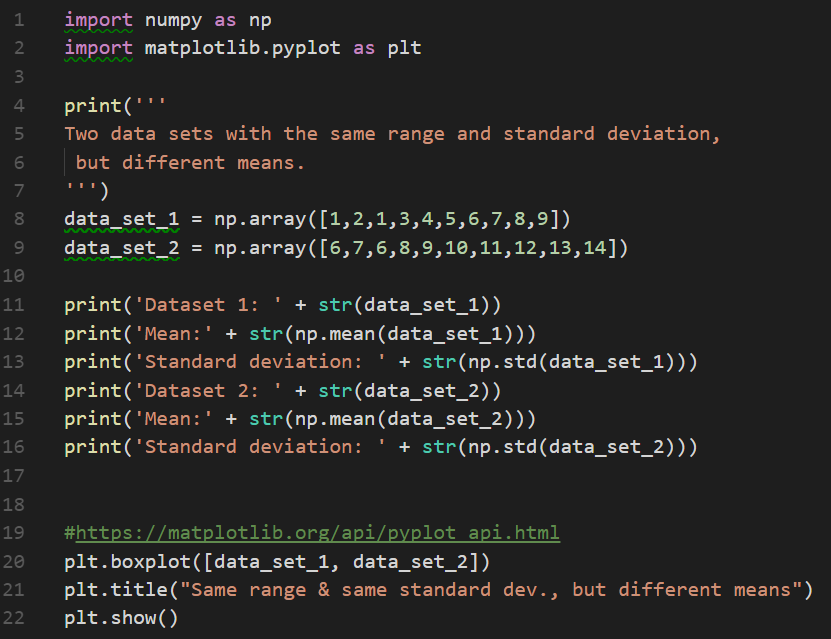 1 import numpy as np
2 import matplotlib.pyplot as plt
3
4 print('''
5 Two data sets with the same range and standard deviation,
6  but different means.
7 ''')
8 data_set_1 = np.array([1,2,1,3,4,5,6,7,8,9])
9 data_set_2 = np.array([6,7,6,8,9,10,11,12,13,14])
10
11 print('Dataset 1: ' + str(data_set_1))
12 print('Mean:' + str(np.mean(data_set_1)))
13 print('Standard deviation: ' + str(np.std(data_set_1)))
14 print('Dataset 2: ' + str(data_set_2))
15 print('Mean:' + str(np.mean(data_set_2)))
16 print('Standard deviation: ' + str(np.std(data_set_2)))
17
18
19 #https://matplotlib.org/api/pyplot_api.html
20 plt.boxplot([data_set_1, data_set_2])
21 plt.title("Same range & same standard dev., but different means")
22 plt.show()